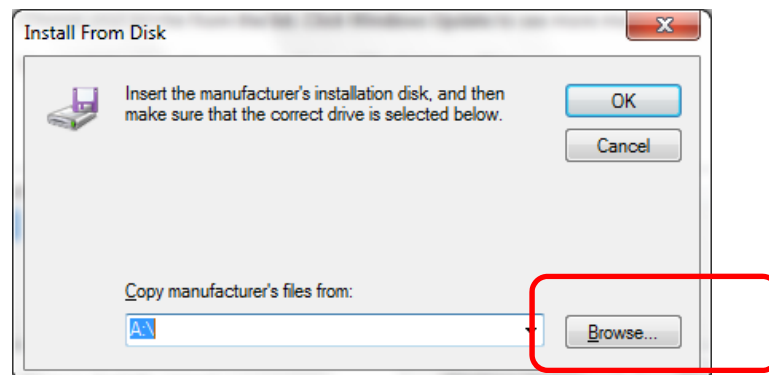 Install From Disk
Insert the manufacturer's installation disk, and then
make sure that the correct drive is selected below.
OK
Cancel
Copy manufacturer's files from:
A:\
Browse...